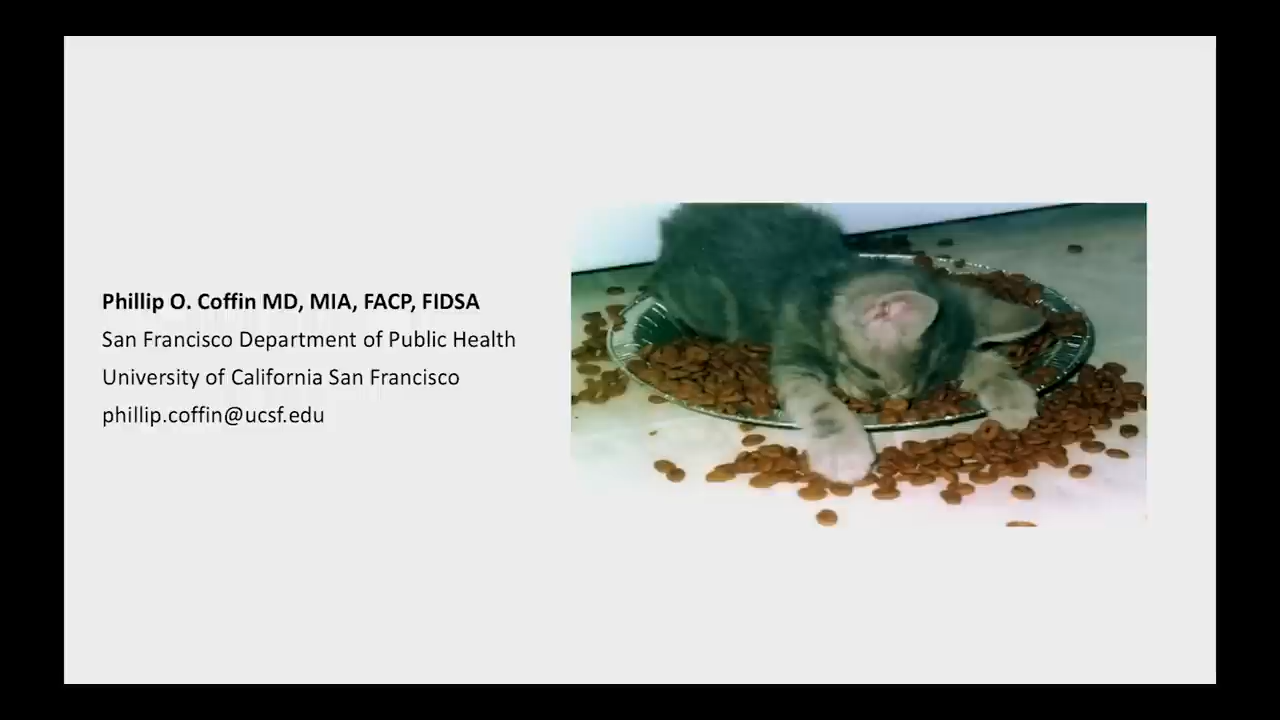 Phillip O. Coffin MD, MIA, FACP, FIDSA
San Francisco Department of Public Health
University of California San Francisco
phillip.coffin@ucsf.edu